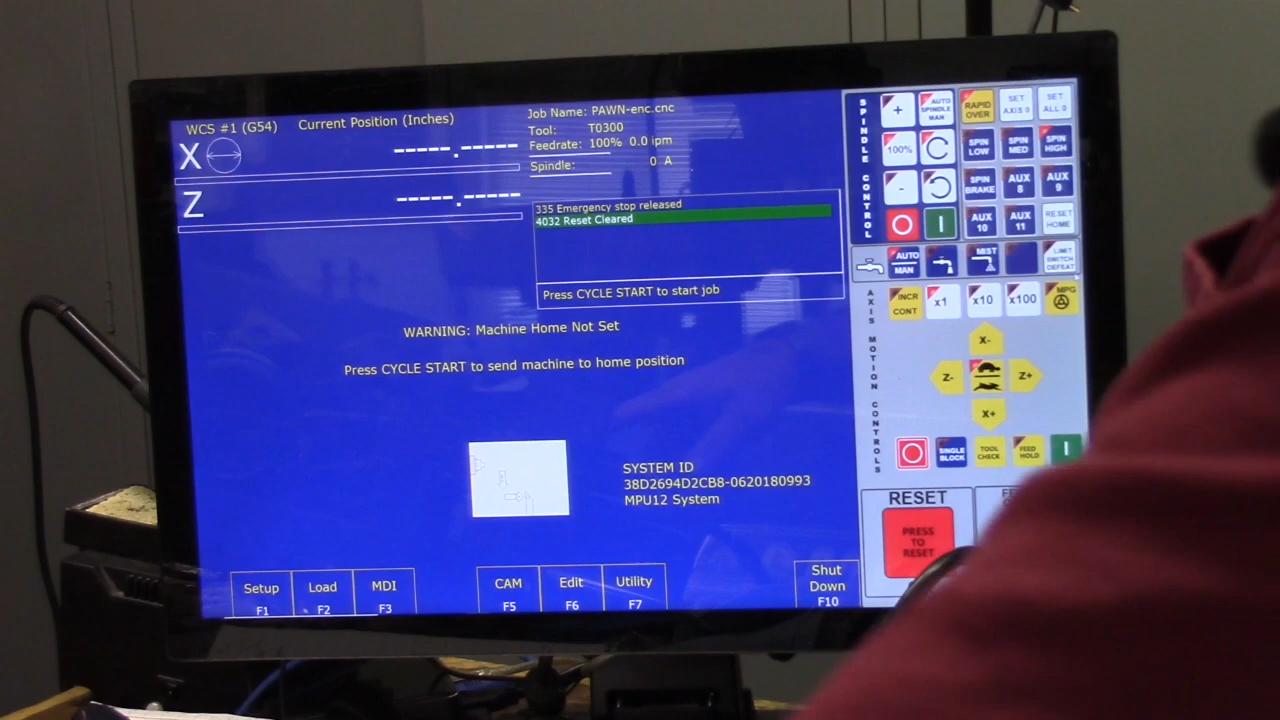 WCS #1 (G54) Current Position (Inches)
X -----.-----
Z -----.-----
Job Name: PAWN-enc.cnc
Tool: T0300
Feedrate: 100% 0.0 ipm
Spindle: 0 A
335 Emergency stop released
4032 Reset Cleared
Press CYCLE START to start job
WARNING: Machine Home Not Set
Press CYCLE START to send machine to home position
SYSTEM ID
38D2694D2CB8-0620180993
MPU12 System
Setup
F1
Load
F2
MDI
F3
CAM
F5
Edit
F6
Utility
F7
Shut
Down
F10
SPINDLE CONTROL
+
AUTO
SPINDLE
MAN
RAPID
OVER
SET
AXIS 0
SET
ALL 0
100%
SPIN
LOW
SPIN
MED
SPIN
HIGH
-
SPIN
BRAKE
AUX
8
AUX
9
AUX
10
AUX
11
RESET
HOME
AUTO
MAN
MIST
LIMIT
SWITCH
DEFEAT
AXIS MOTION CONTROLS
INCR
CONT
x1
x10
x100
MPG
X-
Z-
Z+
X+
SINGLE
BLOCK
TOOL
CHECK
FEED
HOLD
RESET
PRESS
TO
RESET